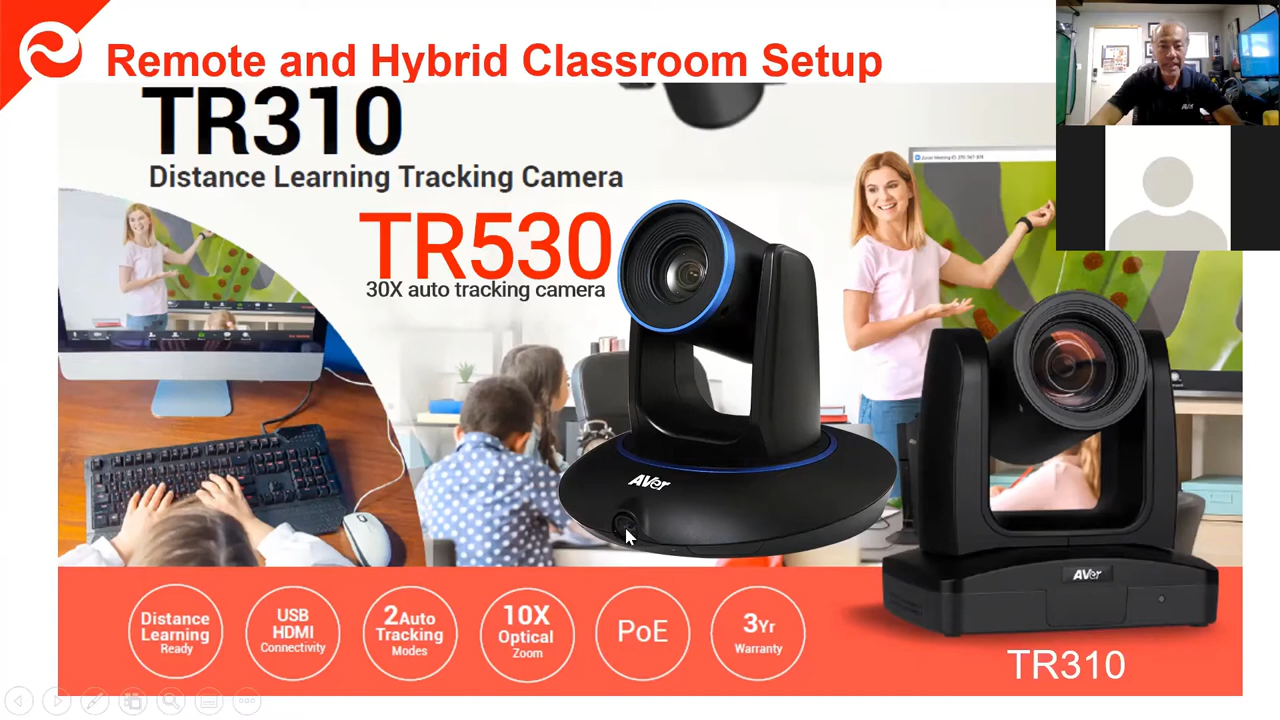 Remote and Hybrid Classroom Setup
TR310
Distance Learning Tracking Camera
TR530
30X auto tracking camera
AVer
AVer
AVer
Distance
Learning
Ready
USB
HDMI
Connectivity
2Auto
Tracking
Modes
10X
Optical
Zoom
PoE
3Yr
Warranty
TR310